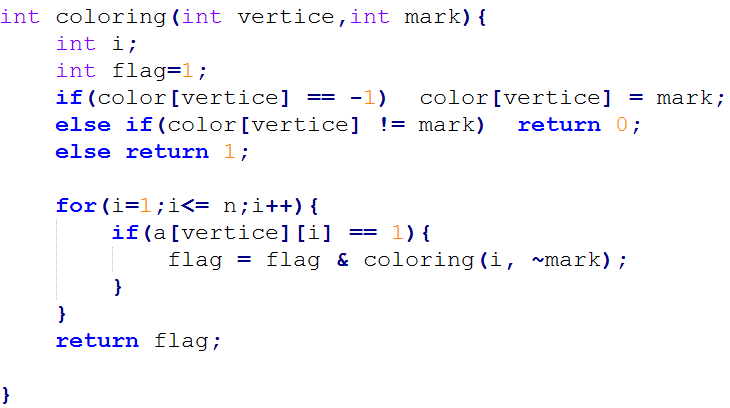 int coloring(int vertice,int mark){
    int i;
    int flag=1;
    if(color[vertice] == -1)  color[vertice] = mark;
    else if(color[vertice] != mark)  return 0;
    else return 1;

    for(i=1;i<= n;i++){
        if(a[vertice][i] == 1){
            flag = flag & coloring(i, ~mark);
        }
    }
    return flag;

}